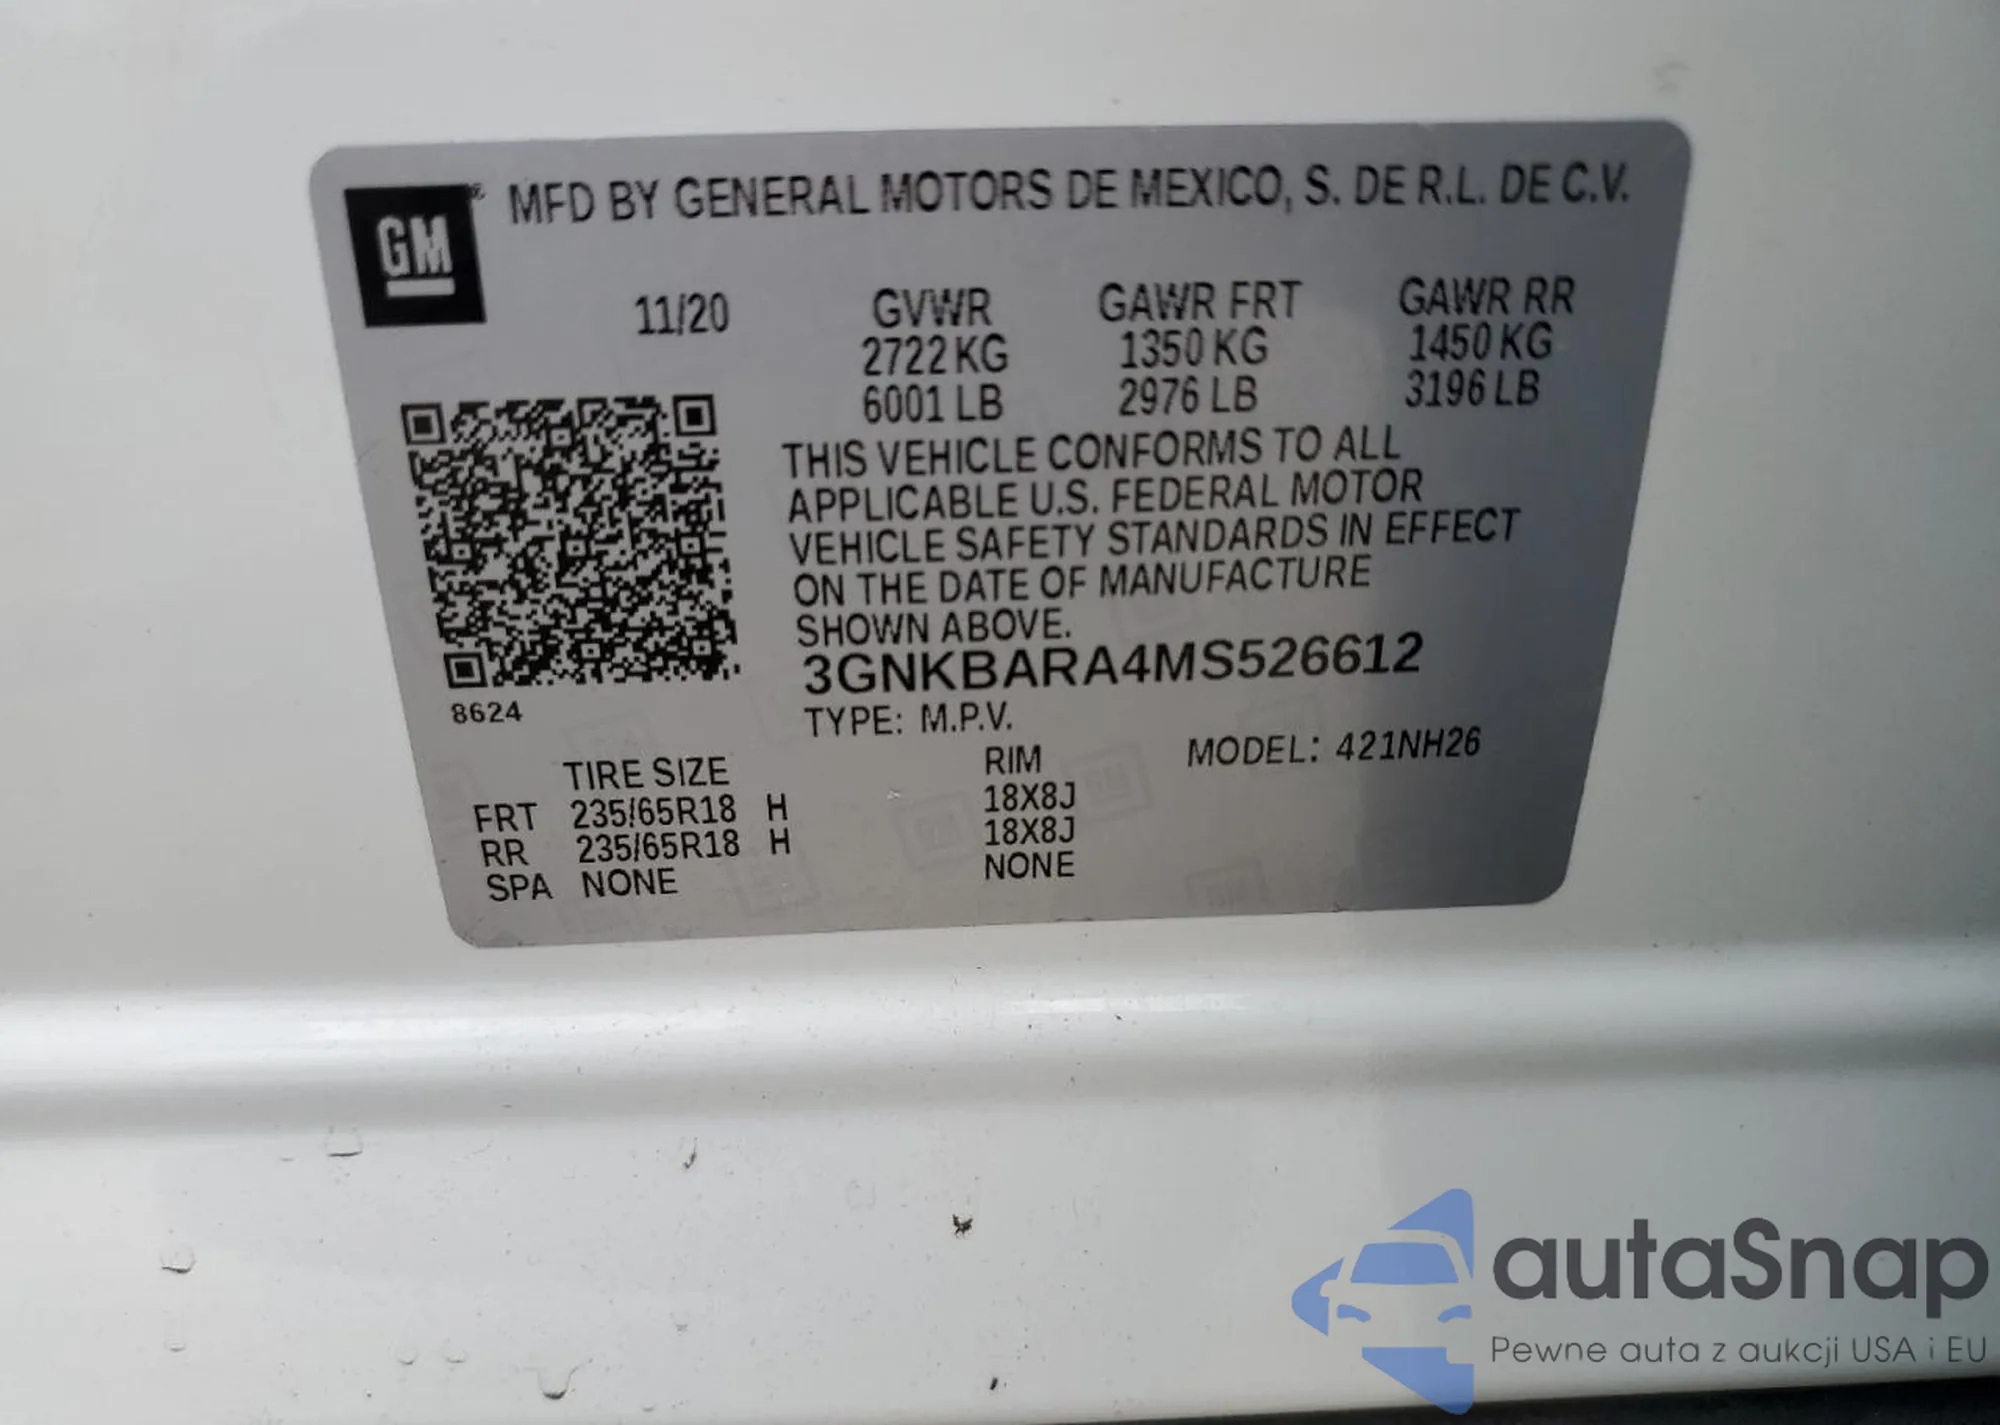 GM ® MFD BY GENERAL MOTORS DE MEXICO, S. DE R.L. DE C.V.
11/20 GVWR GAWR FRT GAWR RR
2722 KG 1350 KG 1450 KG
6001 LB 2976 LB 3196 LB
THIS VEHICLE CONFORMS TO ALL
APPLICABLE U.S. FEDERAL MOTOR
VEHICLE SAFETY STANDARDS IN EFFECT
ON THE DATE OF MANUFACTURE
SHOWN ABOVE.
3GNKBARA4MS526612
8624
TYPE: M.P.V. MODEL: 421NH26
TIRE SIZE RIM
FRT 235/65R18 H 18X8J
RR 235/65R18 H 18X8J
SPA NONE NONE
autaSnap
Pewne auta z aukcji USA i EU